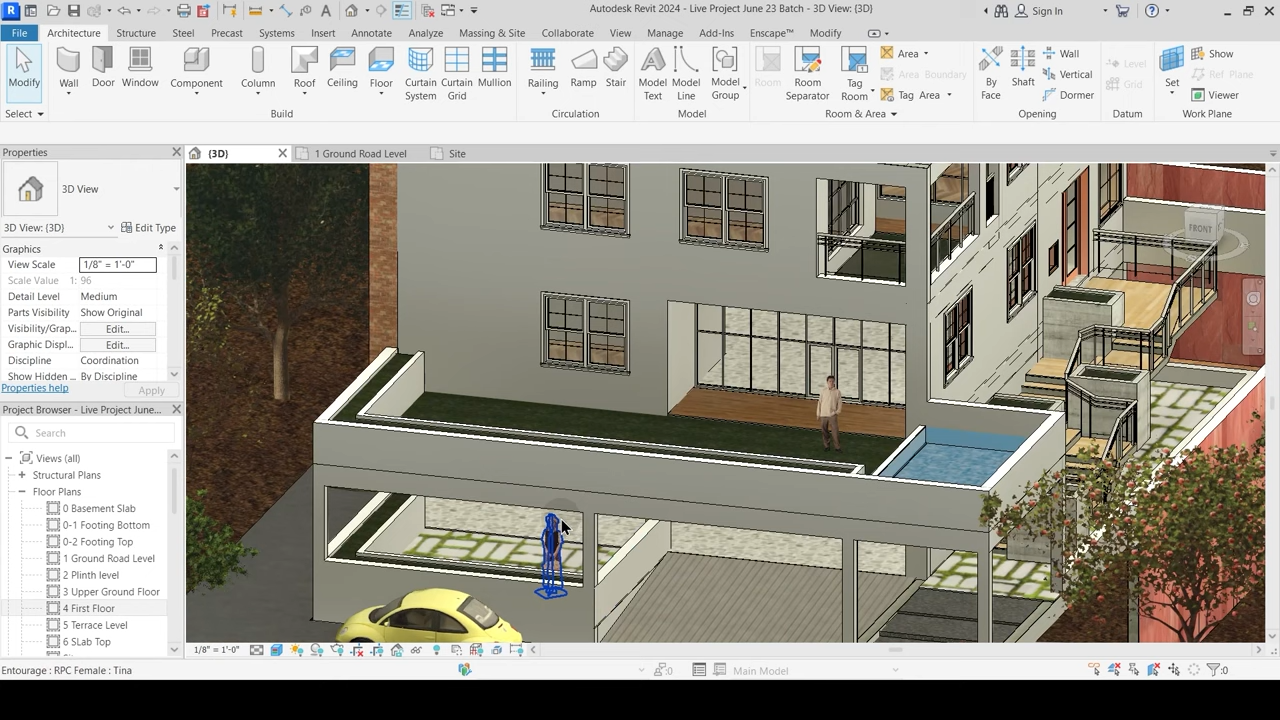 Autodesk Revit 2024 - Live Project June 23 Batch - 3D View: {3D}
Sign In
File Architecture Structure Steel Precast Systems Insert Annotate Analyze Massing & Site Collaborate View Manage Add-Ins Enscape™ Modify
Modify Wall Door Window Component Column Roof Ceiling Floor Curtain System Curtain Grid Mullion Railing Ramp Stair Model Text Model Line Model Group Room Room Separator Tag Room Area Area Boundary Tag Area By Face Shaft Wall Vertical Dormer Level Grid Set Show Ref Plane Viewer
Select Build Circulation Model Room & Area Opening Datum Work Plane
Properties
{3D} 1 Ground Road Level Site
3D View
3D View: {3D} Edit Type
Graphics
View Scale 1/8" = 1'-0"
Scale Value 1: 96
Detail Level Medium
Parts Visibility Show Original
Visibility/Grap... Edit...
Graphic Displ... Edit...
Discipline Coordination
Show Hidden ... By Discipline
Properties help Apply
Project Browser - Live Project June...
Search
Views (all)
Structural Plans
Floor Plans
0 Basement Slab
0-1 Footing Bottom
0-2 Footing Top
1 Ground Road Level
2 Plinth level
3 Upper Ground Floor
4 First Floor
5 Terrace Level
6 SLab Top
FRONT
1/8" = 1'-0"
Entourage : RPC Female : Tina
:0 Main Model :0